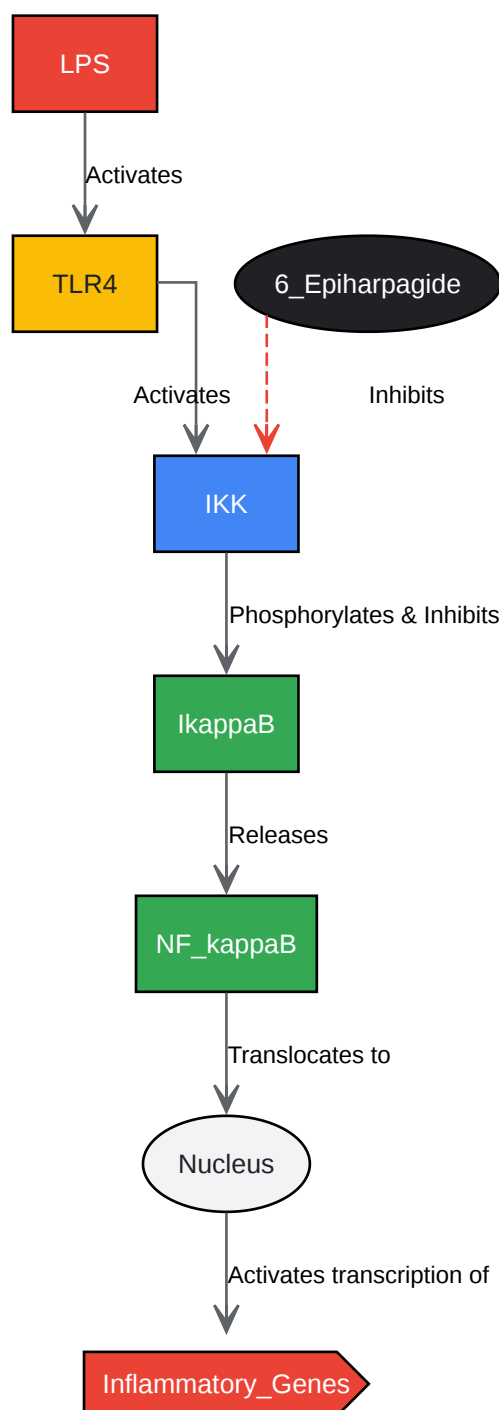 LPS
Activates
TLR4
6_Epiharpagide
Activates
Inhibits
IKK
Phosphorylates & Inhibits
IkappaB
Releases
NF_kappaB
Translocates to
Nucleus
Activates transcription of
Inflammatory_Genes